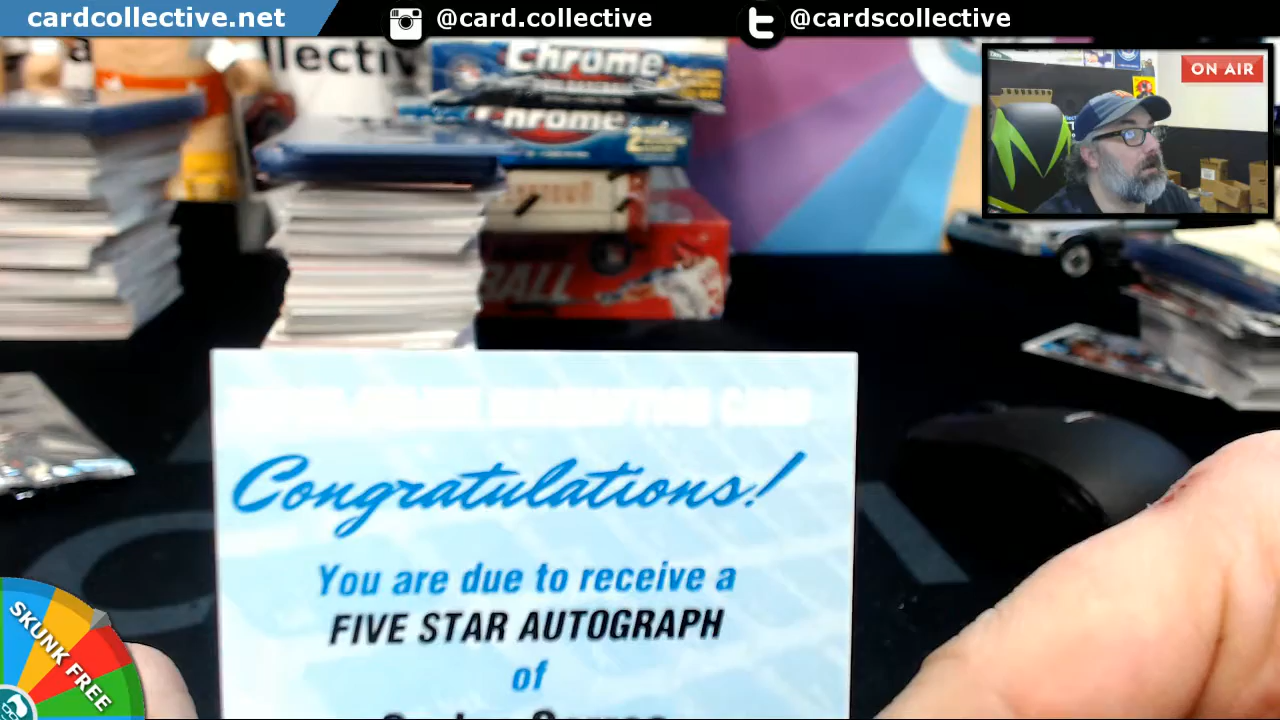 cardcollective.net
@card.collective
@cardscollective
ON AIR
Chrome
Chrome
Congratulations!
You are due to receive a
FIVE STAR AUTOGRAPH
of
SKUNK FREE